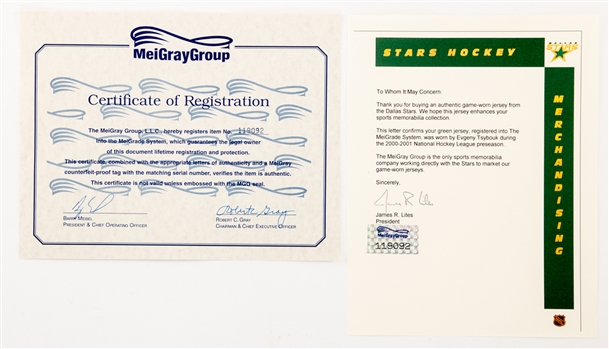 MeiGrayGroup
Certificate of Registration
The MeiGray Group, L.L.C. hereby registers Item No. 119092
into the MeiGrade System, which guarantees the legal owner
of this document lifetime registration and protection.
This certificate, combined with the appropriate letters of authenticity and a MeiGray
counterfeit-proof tag with the matching serial number, verifies the item is authentic.
This certificate is not valid unless embossed with the MGG seal.
Barry Meisel
President & Chief Operating Officer
Robert C. Gray
Chairman & Chief Executive Officer
STARS HOCKEY
DALLAS
STARS
MERCHANDISING
To Whom It May Concern:
Thank you for buying an authentic game-worn jersey from
the Dallas Stars. We hope this jersey enhances your
sports memorabilia collection.
This letter confirms your green jersey, registered into The
MeiGrade System, was worn by Evgeny Tsybouk during
the 2000-2001 National Hockey League preseason.
The MeiGray Group is the only sports memorabilia
company working directly with the Stars to market our
game-worn jerseys
Sincerely,
James R. Lites
James R. Lites
President
MeiGrayGroup
119092